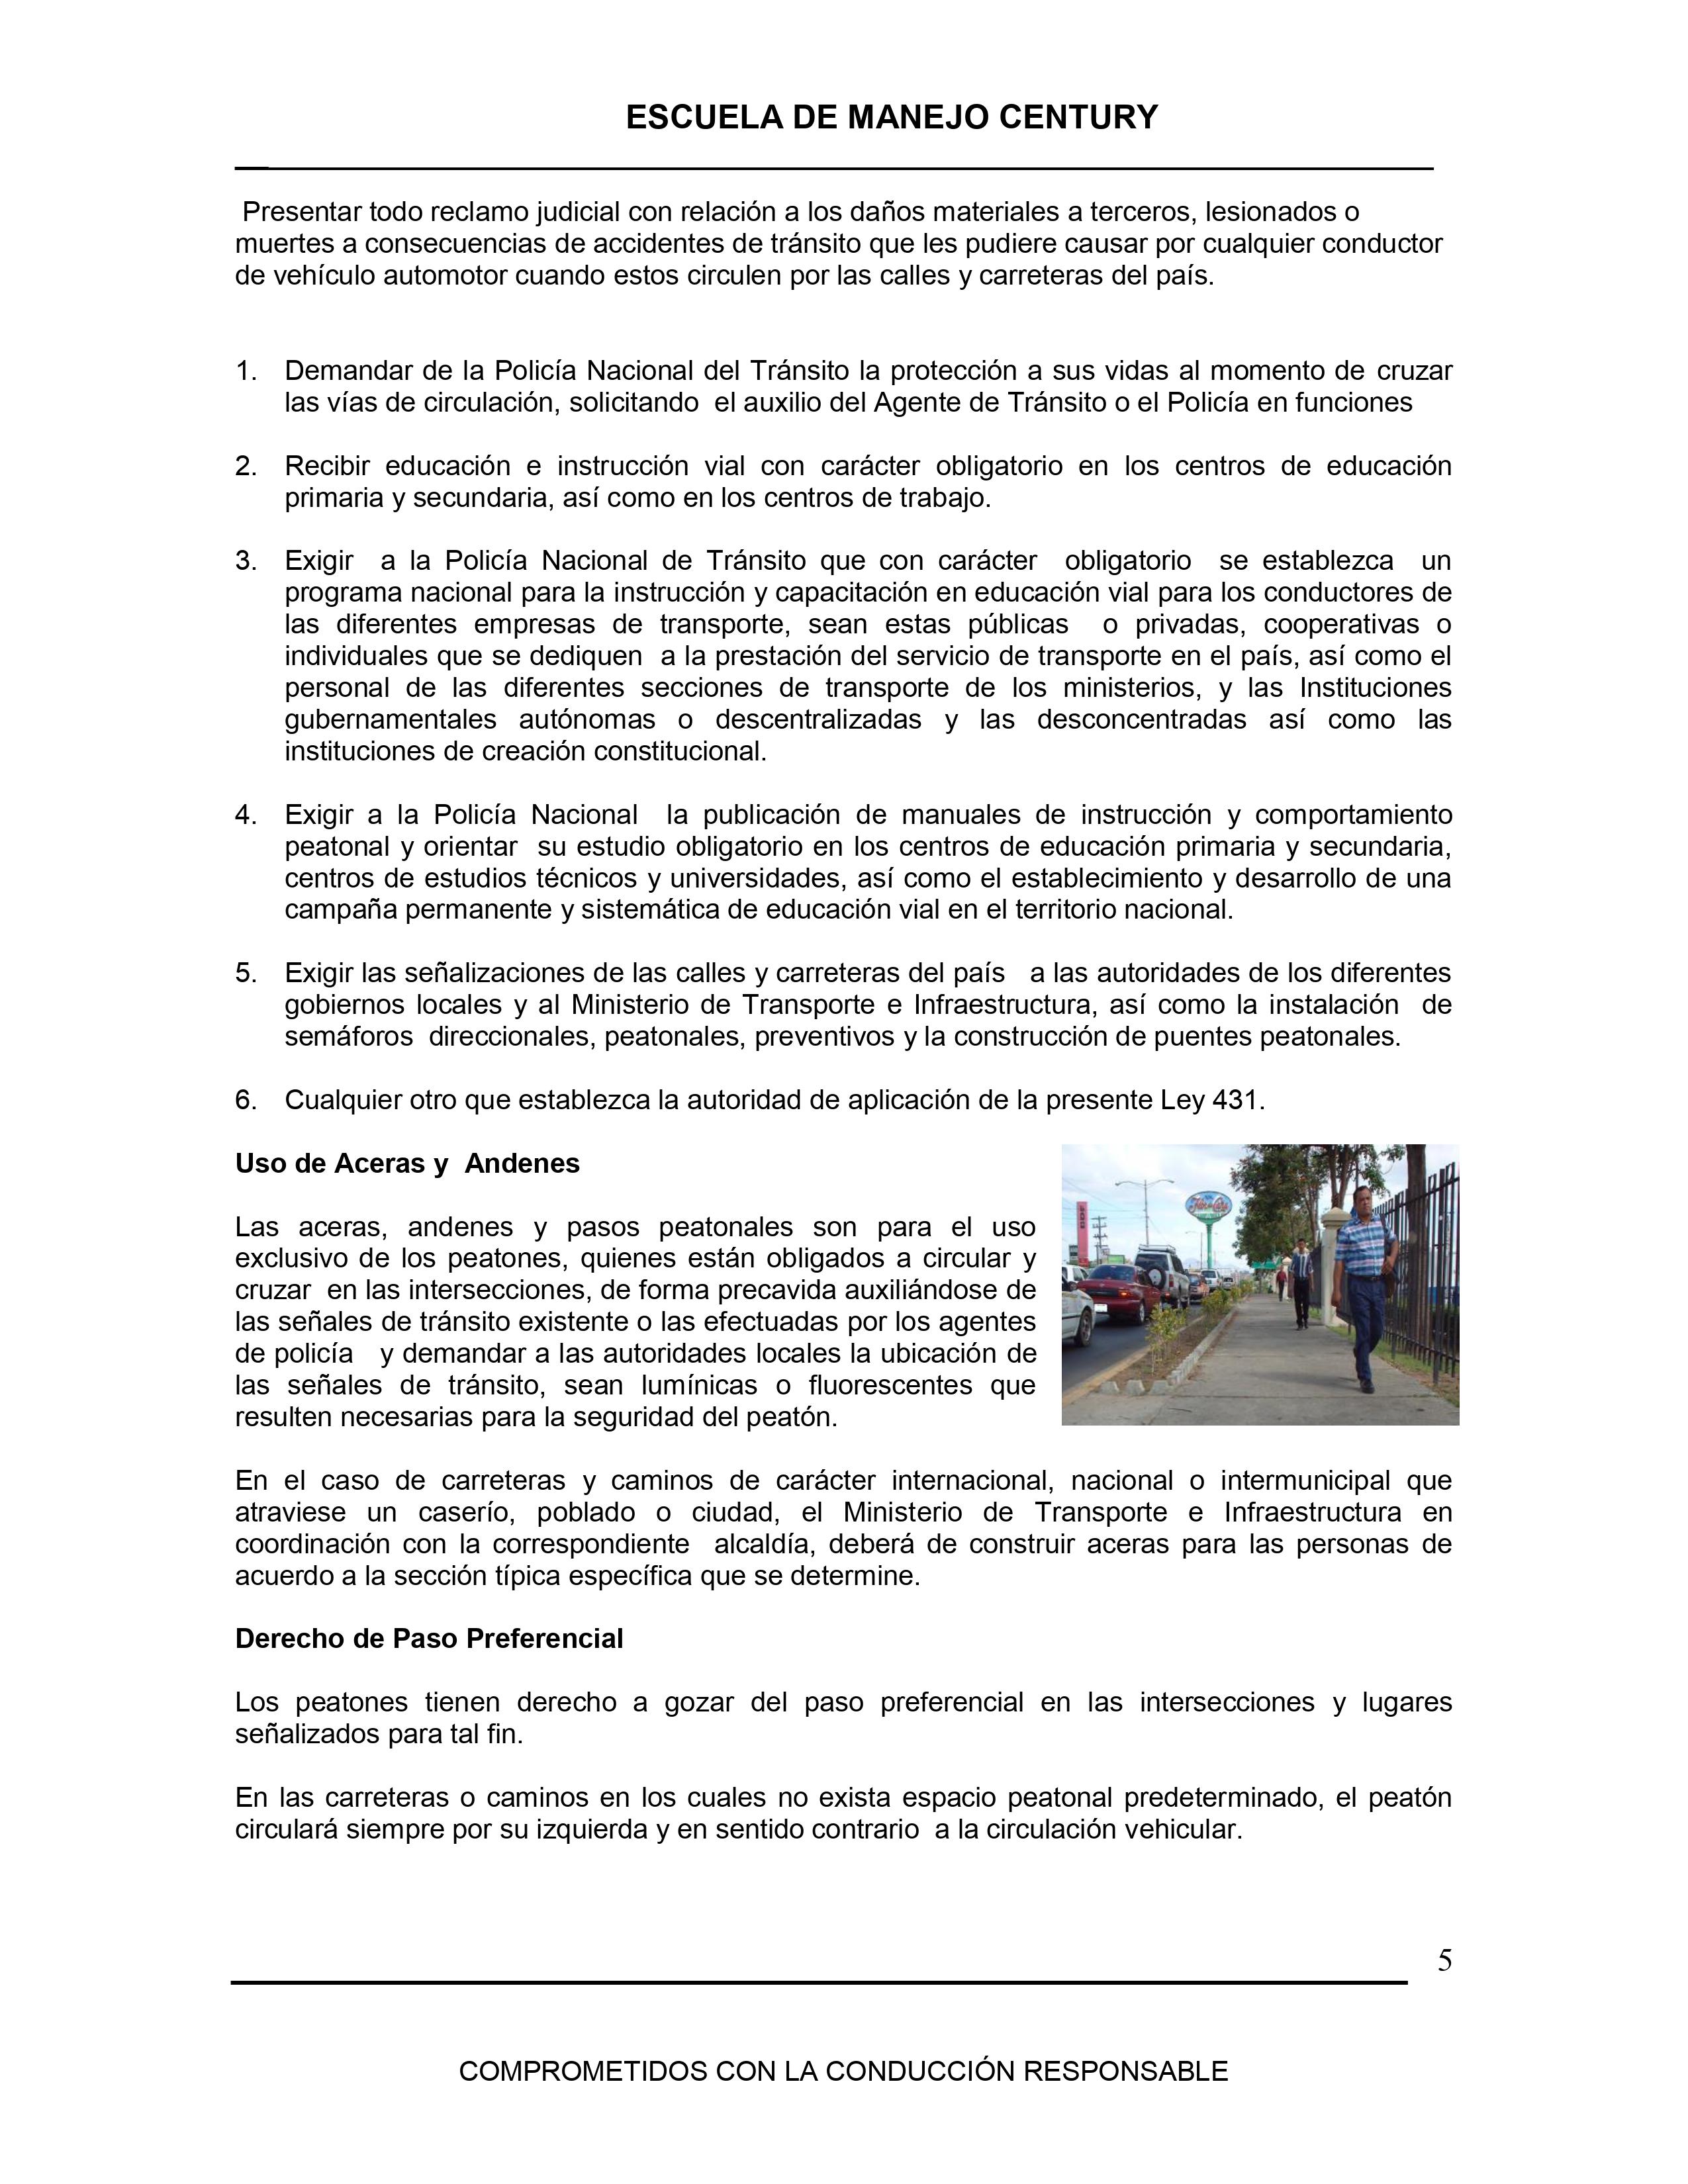 ESCUELA DE MANEJO CENTURY
Presentar todo reclamo judicial con relación a los daños materiales a terceros, lesionados o
muertes a consecuencias de accidentes de tránsito que les pudiere causar por cualquier conductor
de vehículo automotor cuando estos circulen por las calles y carreteras del país.
1. Demandar de la Policía Nacional del Tránsito la protección a sus vidas al momento de cruzar
las vías de circulación, solicitando el auxilio del Agente de Tránsito o el Policía en funciones
2. Recibir educación e instrucción vial con carácter obligatorio en los centros de educación
primaria y secundaria, así como en los centros de trabajo.
3. Exigir a la Policía Nacional de Tránsito que con carácter obligatorio se establezca un
programa nacional para la instrucción y capacitación en educación vial para los conductores de
las diferentes empresas de transporte, sean estas públicas o privadas, cooperativas o
individuales que se dediquen a la prestación del servicio de transporte en el país, así como el
personal de las diferentes secciones de transporte de los ministerios, y las Instituciones
gubernamentales autónomas o descentralizadas y las desconcentradas así como las
instituciones de creación constitucional.
4. Exigir a la Policía Nacional la publicación de manuales de instrucción y comportamiento
peatonal y orientar su estudio obligatorio en los centros de educación primaria y secundaria,
centros de estudios técnicos y universidades, así como el establecimiento y desarrollo de una
campaña permanente y sistemática de educación vial en el territorio nacional.
5. Exigir las señalizaciones de las calles y carreteras del país a las autoridades de los diferentes
gobiernos locales y al Ministerio de Transporte e Infraestructura, así como la instalación de
semáforos direccionales, peatonales, preventivos y la construcción de puentes peatonales.
6. Cualquier otro que establezca la autoridad de aplicación de la presente Ley 431.
Uso de Aceras y Andenes
Las aceras, andenes y pasos peatonales son para el uso
exclusivo de los peatones, quienes están obligados a circular y
cruzar en las intersecciones, de forma precavida auxiliándose de
las señales de tránsito existente o las efectuadas por los agentes
de policía y demandar a las autoridades locales la ubicación de
las señales de tránsito, sean lumínicas o fluorescentes que
resulten necesarias para la seguridad del peatón.
BDF
En el caso de carreteras y caminos de carácter internacional, nacional o intermunicipal que
atraviese un caserío, poblado o ciudad, el Ministerio de Transporte e Infraestructura en
coordinación con la correspondiente alcaldía, deberá de construir aceras para las personas de
acuerdo a la sección típica específica que se determine.
Derecho de Paso Preferencial
Los peatones tienen derecho a gozar del paso preferencial en las intersecciones y lugares
señalizados para tal fin.
En las carreteras o caminos en los cuales no exista espacio peatonal predeterminado, el peatón
circulará siempre por su izquierda y en sentido contrario a la circulación vehicular.
5
COMPROMETIDOS CON LA CONDUCCIÓN RESPONSABLE